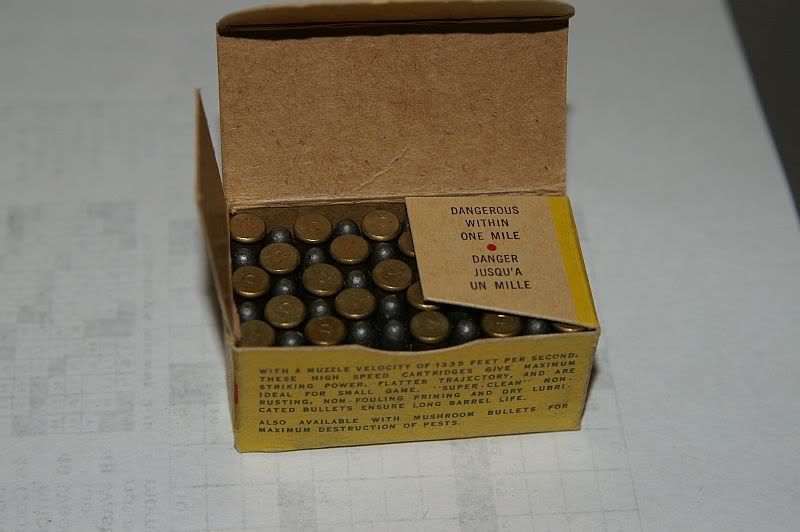 DANGEROUS
WITHIN
ONE MILE
DANGER
JUSQU'A
UN MILLE
WITH A MUZZLE VELOCITY OF 1335 FEET PER SECOND,
THESE HIGH SPEED CARTRIDGES GIVE MAXIMUM
STRIKING POWER, FLATTER TRAJECTORY, AND ARE
IDEAL FOR SMALL GAME. "SUPER-CLEAN" NON-
RUSTING, NON-FOULING PRIMING AND DRY LUBRI-
CATED BULLETS ENSURE LONG BARREL LIFE.
ALSO AVAILABLE WITH MUSHROOM BULLETS FOR
MAXIMUM DESTRUCTION OF PESTS.